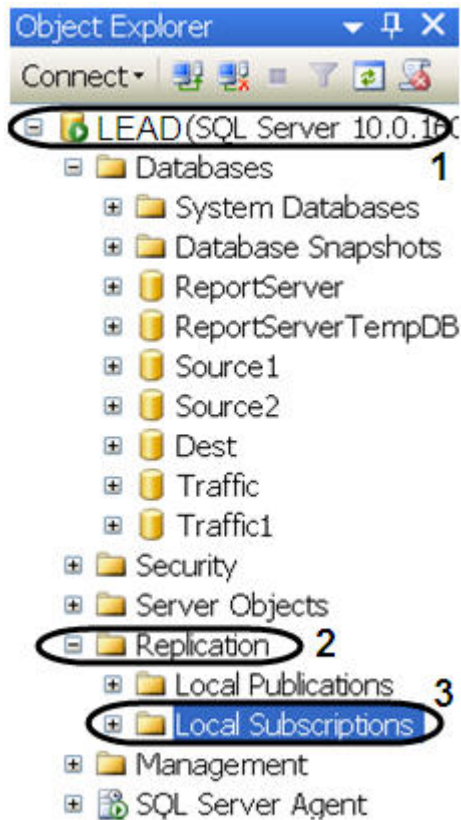 Object Explorer
Connect
LEAD(SQL Server 10.0.160
1
Databases
System Databases
Database Snapshots
ReportServer
ReportServerTempDB
Source1
Source2
Dest
Traffic
Traffic1
Security
Server Objects
Replication 2
Local Publications
3
Local Subscriptions
Management
SQL Server Agent